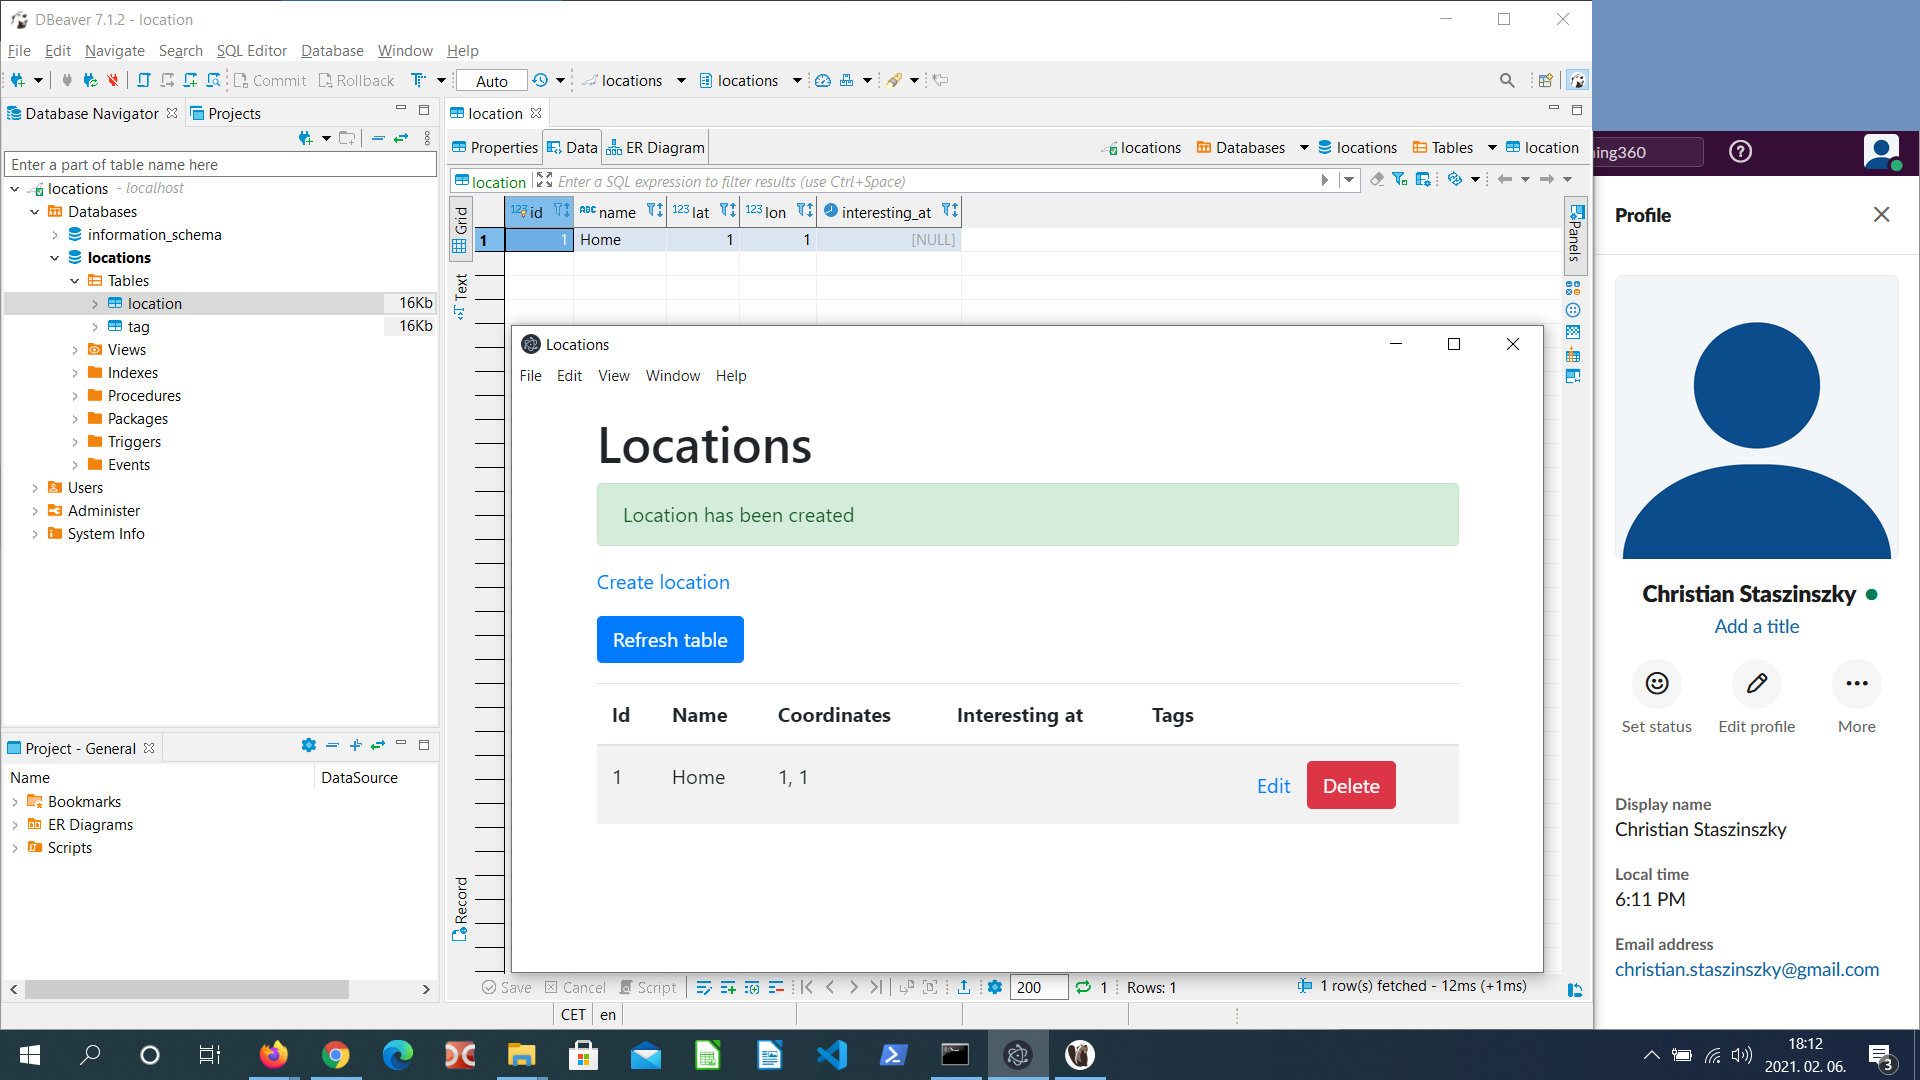 DBeaver 7.1.2 - location
File Edit Navigate Search SQL Editor Database Window Help
Commit Rollback Auto locations locations
Database Navigator Projects
Enter a part of table name here
locations - localhost
Databases
information_schema
locations
Tables
location 16Kb
tag 16Kb
Views
Indexes
Procedures
Packages
Triggers
Events
Users
Administer
System Info
Project - General
Name DataSource
Bookmarks
ER Diagrams
Scripts
location
Properties Data ER Diagram locations Databases locations Tables location
location Enter a SQL expression to filter results (use Ctrl+Space)
Grid
Text
Record
Panels
123 id ABC name 123 lat 123 lon interesting_at
1 1 Home 1 1 [NULL]
Save Cancel Script 200 1 Rows: 1 1 row(s) fetched - 12ms (+1ms)
CET en
Locations
File Edit View Window Help
Locations
Location has been created
Create location
Refresh table
Id Name Coordinates Interesting at Tags
1 Home 1, 1 Edit Delete
ning360
Profile
Christian Staszinszky
Add a title
Set status Edit profile More
Display name
Christian Staszinszky
Local time
6:11 PM
Email address
christian.staszinszky@gmail.com
18:12
2021. 02. 06.
3